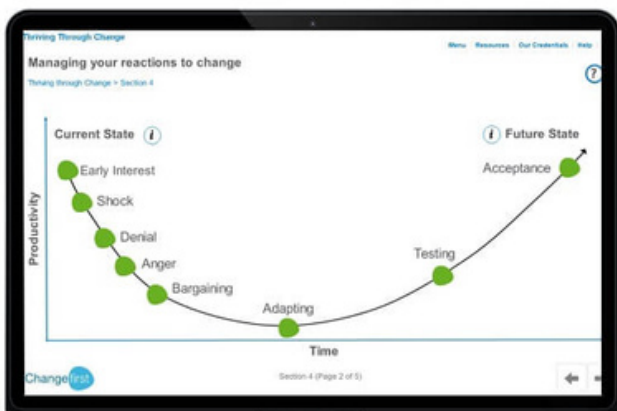 Thriving Through Change
Menu Resources Our Credentials Help
Managing your reactions to change
?
Thriving through Change > Section 4
Current State i
i Future State
Early Interest
Acceptance
Shock
Denial
Testing
Anger
Bargaining
Adapting
Productivity
Time
Changefirst
Section 4 (Page 2 of 5)